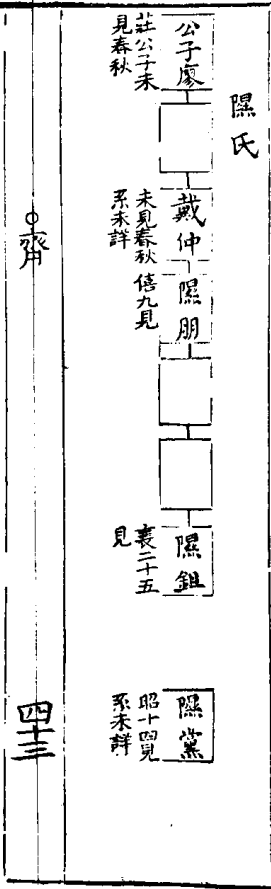 隰氏
公子廖
莊公子未
見春秋
戴仲
未見春秋
系未詳
隰朋
僖九見
隰鉏
襄二十五
見
隰黨
昭十四見
系未詳
齊
四十三